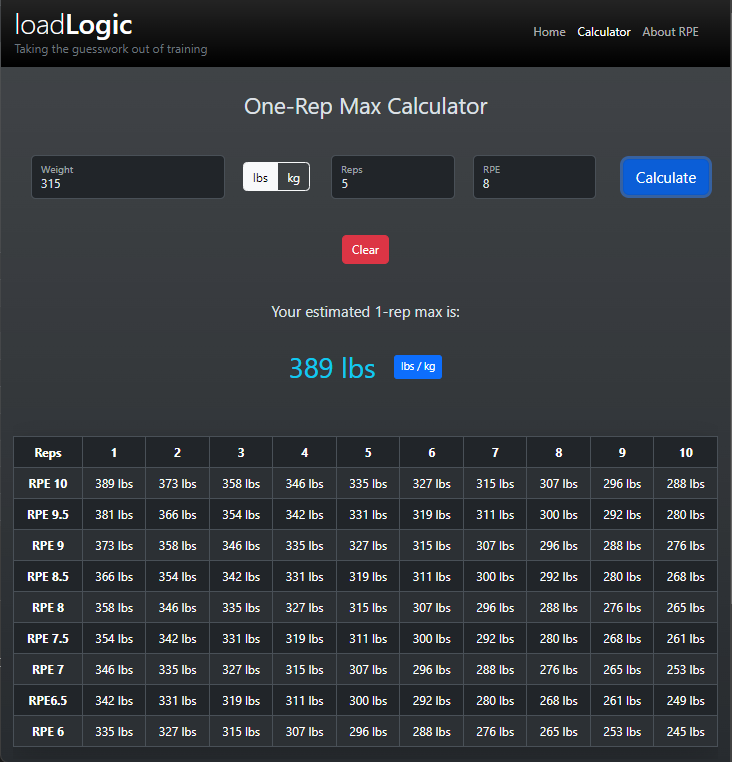 loadLogic
Taking the guesswork out of training
Home Calculator About RPE
One-Rep Max Calculator
Weight
315
lbs kg
Reps
5
RPE
8
Calculate
Clear
Your estimated 1-rep max is:
389 lbs lbs / kg
Reps 1 2 3 4 5 6 7 8 9 10
RPE 10 389 lbs 373 lbs 358 lbs 346 lbs 335 lbs 327 lbs 315 lbs 307 lbs 296 lbs 288 lbs
RPE 9.5 381 lbs 366 lbs 354 lbs 342 lbs 331 lbs 319 lbs 311 lbs 300 lbs 292 lbs 280 lbs
RPE 9 373 lbs 358 lbs 346 lbs 335 lbs 327 lbs 315 lbs 307 lbs 296 lbs 288 lbs 276 lbs
RPE 8.5 366 lbs 354 lbs 342 lbs 331 lbs 319 lbs 311 lbs 300 lbs 292 lbs 280 lbs 268 lbs
RPE 8 358 lbs 346 lbs 335 lbs 327 lbs 315 lbs 307 lbs 296 lbs 288 lbs 276 lbs 265 lbs
RPE 7.5 354 lbs 342 lbs 331 lbs 319 lbs 311 lbs 300 lbs 292 lbs 280 lbs 268 lbs 261 lbs
RPE 7 346 lbs 335 lbs 327 lbs 315 lbs 307 lbs 296 lbs 288 lbs 276 lbs 265 lbs 253 lbs
RPE6.5 342 lbs 331 lbs 319 lbs 311 lbs 300 lbs 292 lbs 280 lbs 268 lbs 261 lbs 249 lbs
RPE 6 335 lbs 327 lbs 315 lbs 307 lbs 296 lbs 288 lbs 276 lbs 265 lbs 253 lbs 245 lbs